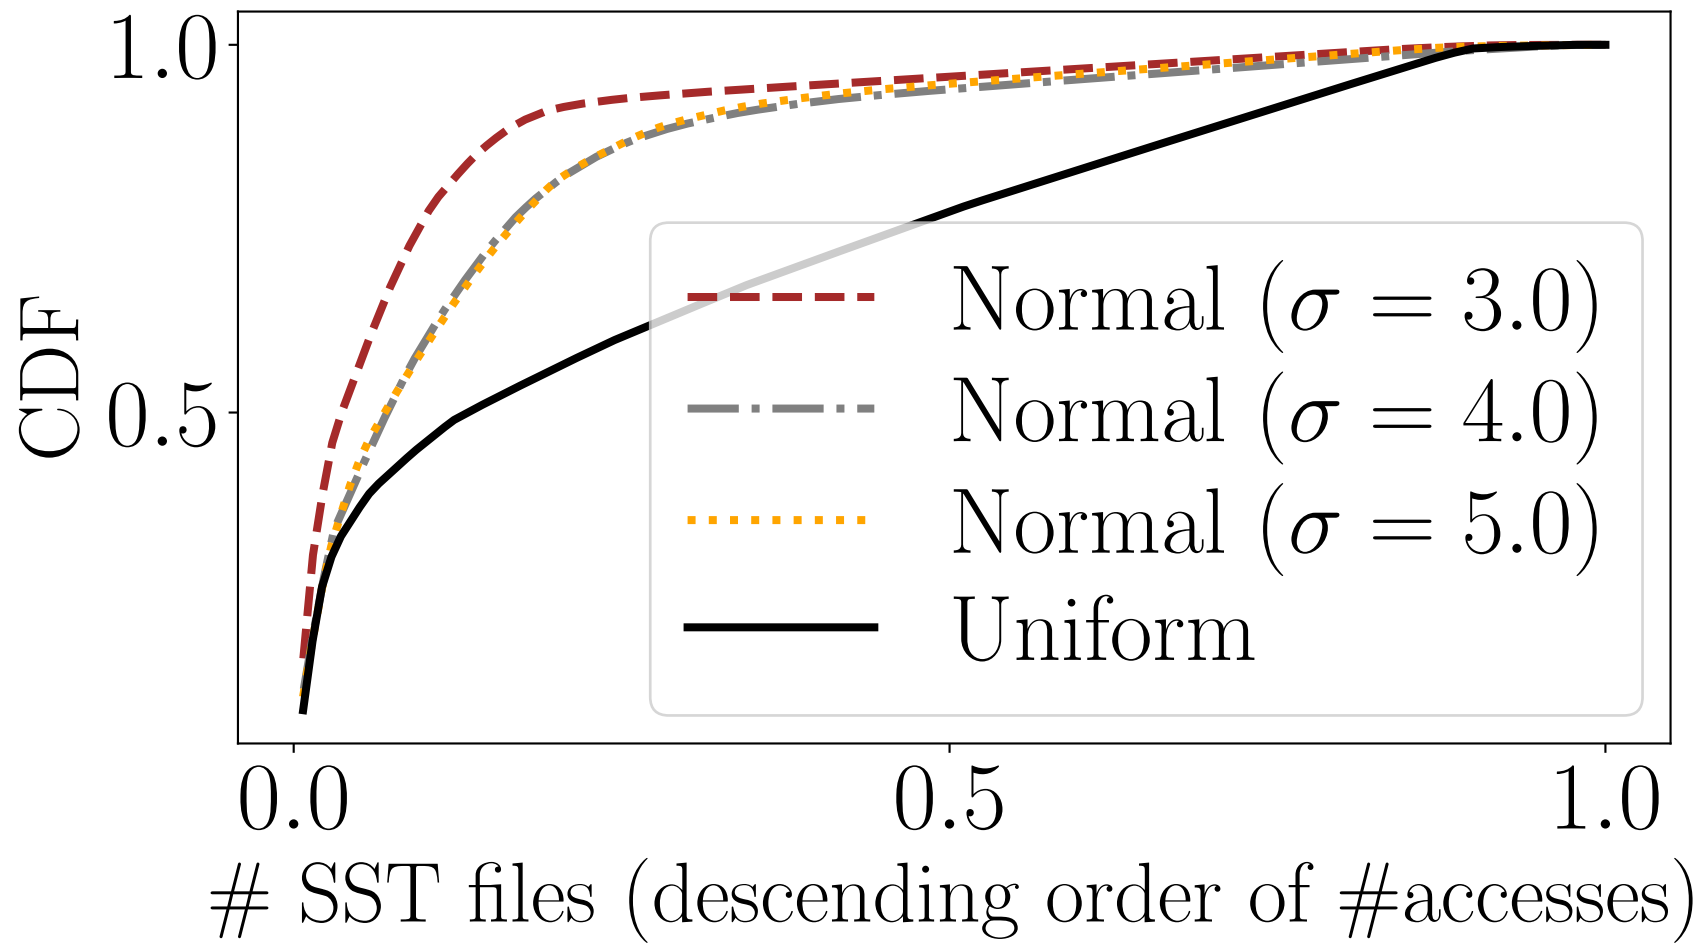 1.0
0.5
CDF
Normal (σ = 3.0)
Normal (σ = 4.0)
Normal (σ = 5.0)
Uniform
0.0 0.5 1.0
# SST files (descending order of #accesses)